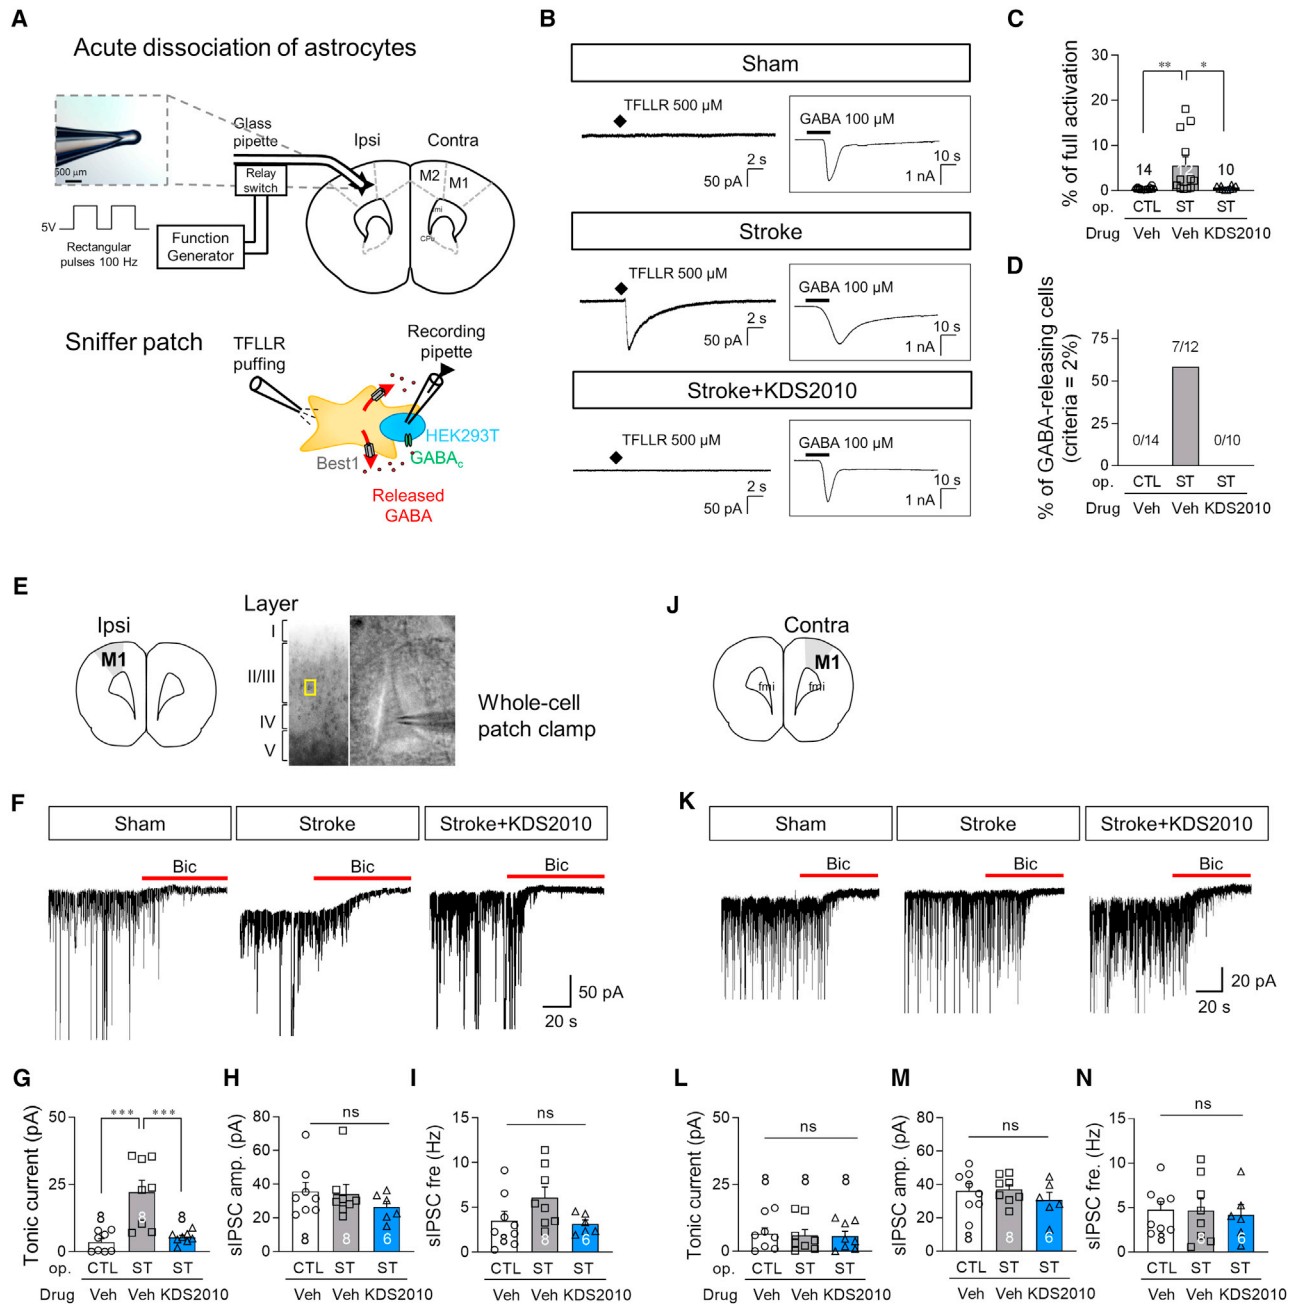 A
Acute dissociation of astrocytes
500 μm
Glass
pipette
Ipsi
Contra
M2
M1
fmi
CPu
Relay
switch
5V
Rectangular
pulses 100 Hz
Function
Generator
Sniffer patch
TFLLR
puffing
Recording
pipette
HEK293T
GABAc
Best1
Released
GABA
B
Sham
TFLLR 500 μM
2 s
50 pA
GABA 100 μM
10 s
1 nA
Stroke
TFLLR 500 μM
2 s
50 pA
GABA 100 μM
10 s
1 nA
Stroke+KDS2010
TFLLR 500 μM
2 s
50 pA
GABA 100 μM
10 s
1 nA
C
% of full activation
30
20
10
0
** *
14 12 10
op. CTL ST ST
Drug Veh Veh KDS2010
D
% of GABA-releasing cells
(criteria = 2%)
75
50
25
0
0/14 7/12 0/10
op. CTL ST ST
Drug Veh Veh KDS2010
E
Ipsi
M1
Layer
I
II/III
IV
V
Whole-cell
patch clamp
J
Contra
M1
fmi fmi
F
Sham Stroke Stroke+KDS2010
Bic Bic Bic
50 pA
20 s
K
Sham Stroke Stroke+KDS2010
Bic Bic Bic
20 pA
20 s
G
Tonic current (pA)
50
25
0
*** ***
8 8 8
op. CTL ST ST
Drug Veh Veh KDS2010
H
sIPSC amp. (pA)
80
60
40
20
0
ns
8 8 6
CTL ST ST
Veh Veh KDS2010
I
sIPSC fre (Hz)
15
10
5
0
ns
8 8 6
CTL ST ST
Veh Veh KDS2010
L
Tonic current (pA)
50
25
0
ns
8 8 8
op. CTL ST ST
Drug Veh Veh KDS2010
M
sIPSC amp. (pA)
80
60
40
20
0
ns
8 8 6
CTL ST ST
Veh Veh KDS2010
N
sIPSC fre. (Hz)
15
10
5
0
ns
8 8 6
CTL ST ST
Veh Veh KDS2010